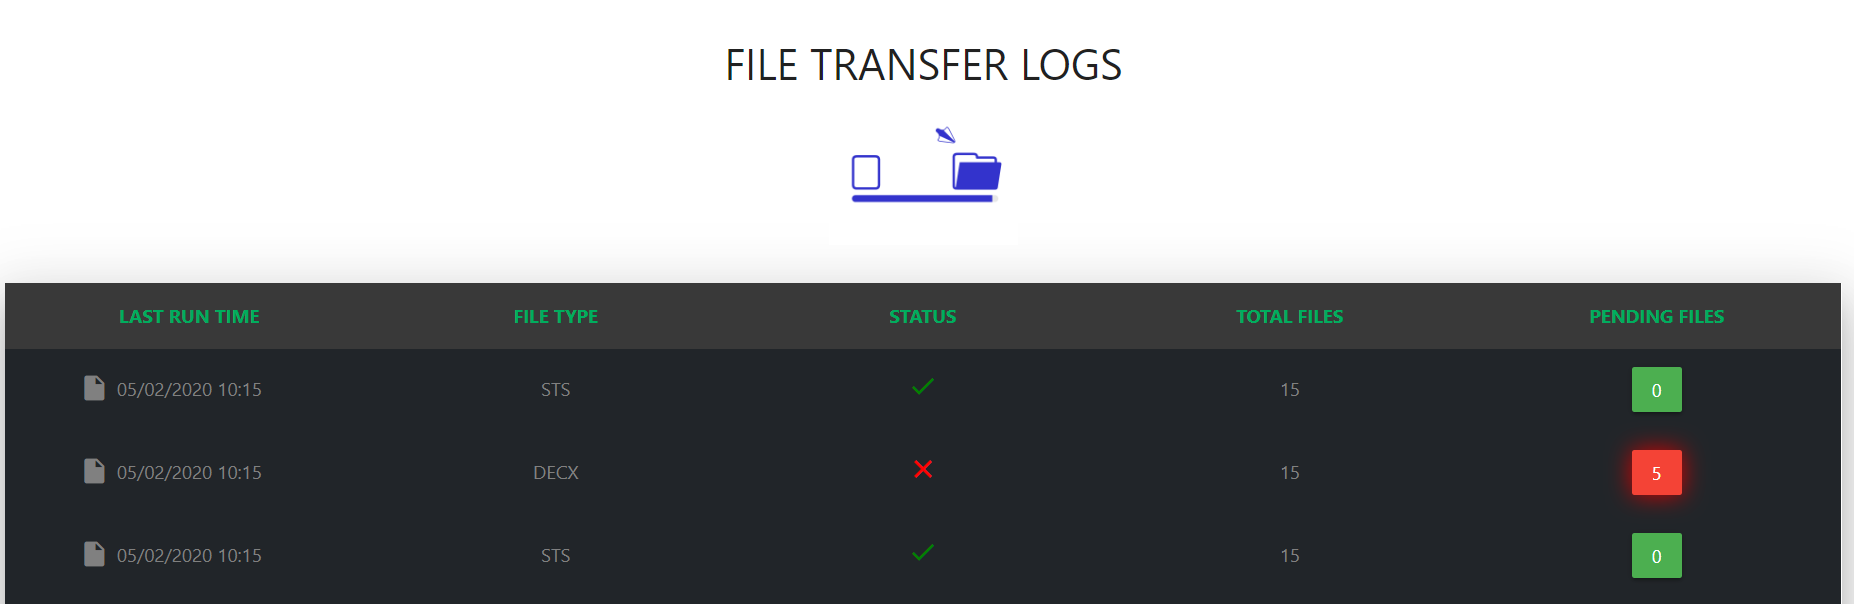 FILE TRANSFER LOGS
LAST RUN TIME FILE TYPE STATUS TOTAL FILES PENDING FILES
05/02/2020 10:15 STS 15 0
05/02/2020 10:15 DECX 15 5
05/02/2020 10:15 STS 15 0